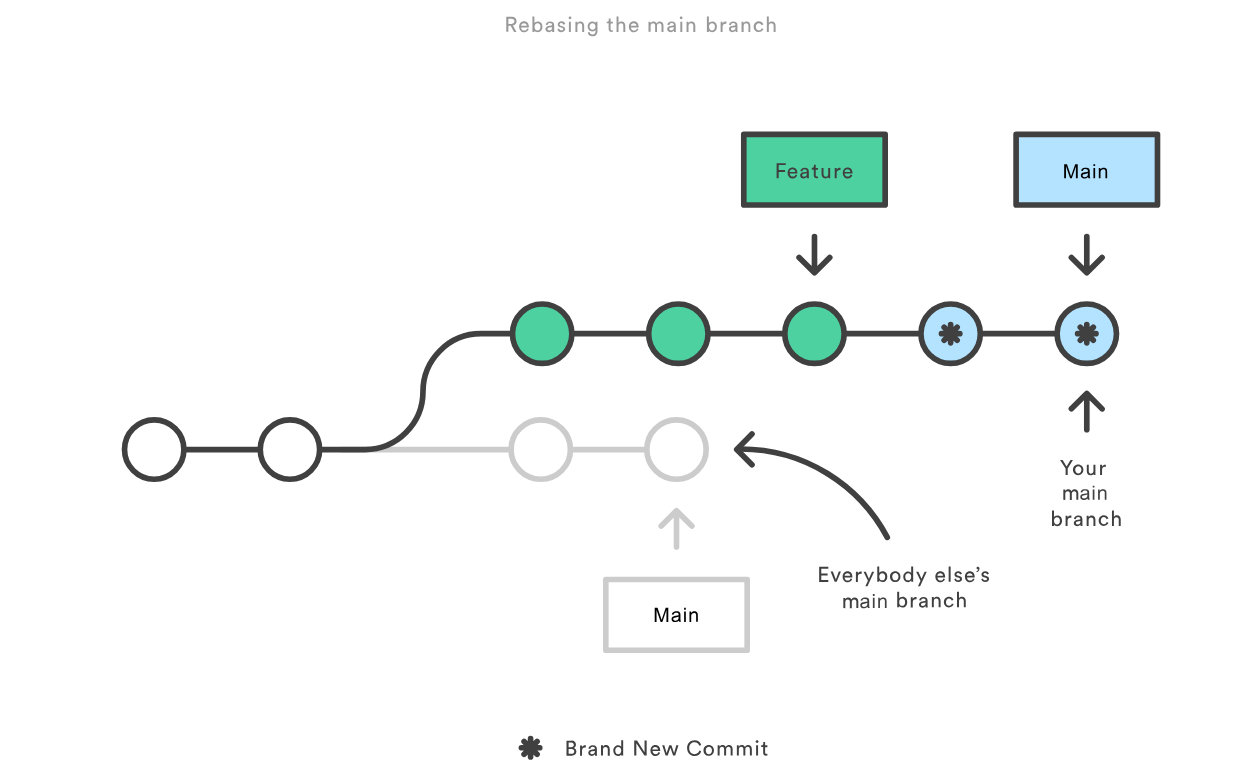 Rebasing the main branch
Feature
Main
Your
main
branch
Everybody else’s
main branch
Main
Brand New Commit